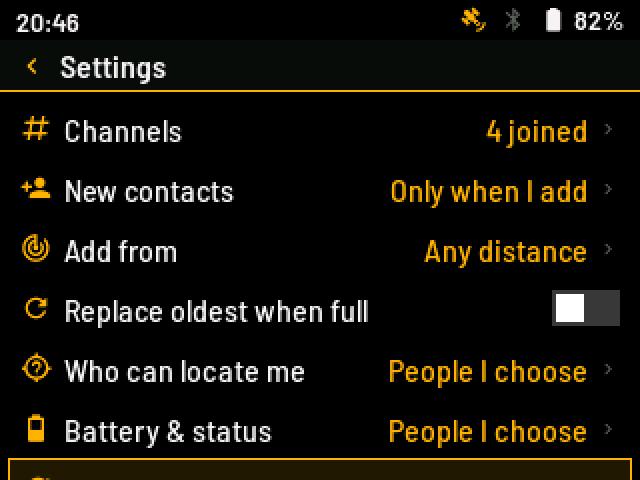 20:46 82%
Settings
Channels 4 joined
New contacts Only when I add
Add from Any distance
Replace oldest when full
Who can locate me People I choose
Battery & status People I choose